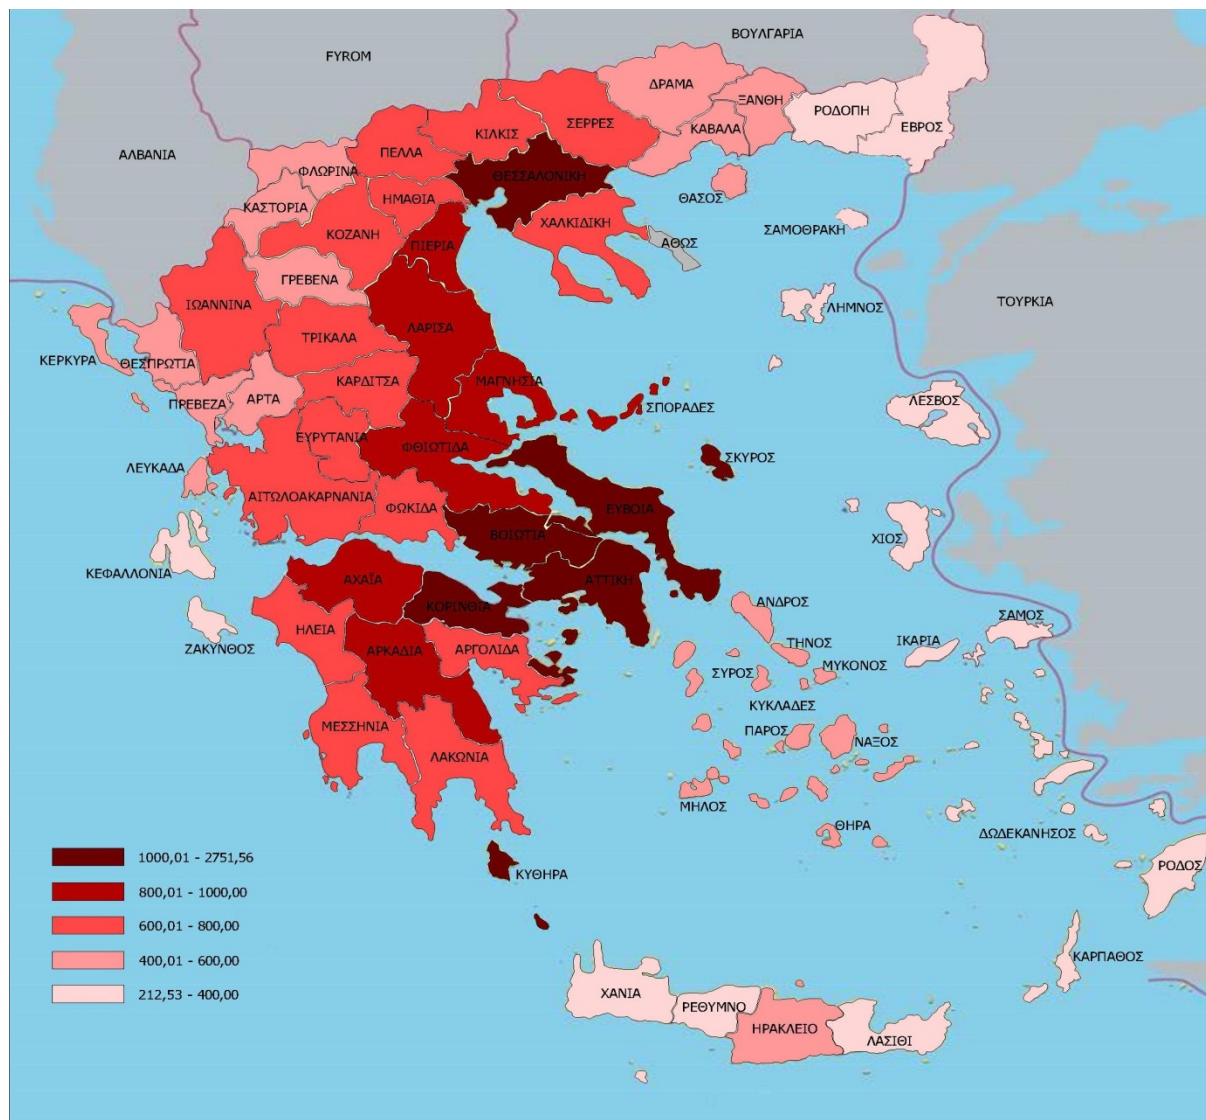 ΒΟΥΛΓΑΡΙΑ
FYROM
ΔΡΑΜΑ
ΞΑΝΘΗ
ΡΟΔΟΠΗ
ΣΕΡΡΕΣ
ΕΒΡΟΣ
ΚΙΛΚΙΣ
ΚΑΒΑΛΑ
ΑΛΒΑΝΙΑ
ΠΕΛΛΑ
ΦΛΩΡΙΝΑ
ΘΕΣΣΑΛΟΝΙΚΗ
ΗΜΑΘΙΑ
ΘΑΣΟΣ
ΚΑΣΤΟΡΙΑ
ΧΑΛΚΙΔΙΚΗ
ΣΑΜΟΘΡΑΚΗ
ΚΟΖΑΝΗ
ΠΙΕΡΙΑ
ΑΘΩΣ
ΓΡΕΒΕΝΑ
ΙΩΑΝΝΙΝΑ
ΤΟΥΡΚΙΑ
ΛΗΜΝΟΣ
ΛΑΡΙΣΑ
ΤΡΙΚΑΛΑ
ΚΕΡΚΥΡΑ
ΘΕΣΠΡΩΤΙΑ
ΚΑΡΔΙΤΣΑ
ΜΑΓΝΗΣΙΑ
ΑΡΤΑ
ΠΡΕΒΕΖΑ
ΛΕΣΒΟΣ
ΣΠΟΡΑΔΕΣ
ΕΥΡΥΤΑΝΙΑ
ΦΘΙΩΤΙΔΑ
ΣΚΥΡΟΣ
ΛΕΥΚΑΔΑ
ΑΙΤΩΛΟΑΚΑΡΝΑΝΙΑ
ΦΩΚΙΔΑ
ΕΥΒΟΙΑ
ΒΟΙΩΤΙΑ
ΧΙΟΣ
ΚΕΦΑΛΛΟΝΙΑ
ΑΧΑΪΑ
ΑΤΤΙΚΗ
ΚΟΡΙΝΘΙΑ
ΑΝΔΡΟΣ
ΣΑΜΟΣ
ΗΛΕΙΑ
ΖΑΚΥΝΘΟΣ
ΙΚΑΡΙΑ
ΤΗΝΟΣ
ΑΡΚΑΔΙΑ
ΑΡΓΟΛΙΔΑ
ΜΥΚΟΝΟΣ
ΣΥΡΟΣ
ΚΥΚΛΑΔΕΣ
ΜΕΣΣΗΝΙΑ
ΠΑΡΟΣ
ΝΑΞΟΣ
ΛΑΚΩΝΙΑ
ΜΗΛΟΣ
ΘΗΡΑ
ΔΩΔΕΚΑΝΗΣΟΣ
ΡΟΔΟΣ
ΚΥΘΗΡΑ
1000,01 - 2751,56
800,01 - 1000,00
600,01 - 800,00
400,01 - 600,00
212,53 - 400,00
ΚΑΡΠΑΘΟΣ
ΧΑΝΙΑ
ΡΕΘΥΜΝΟ
ΗΡΑΚΛΕΙΟ
ΛΑΣΙΘΙ